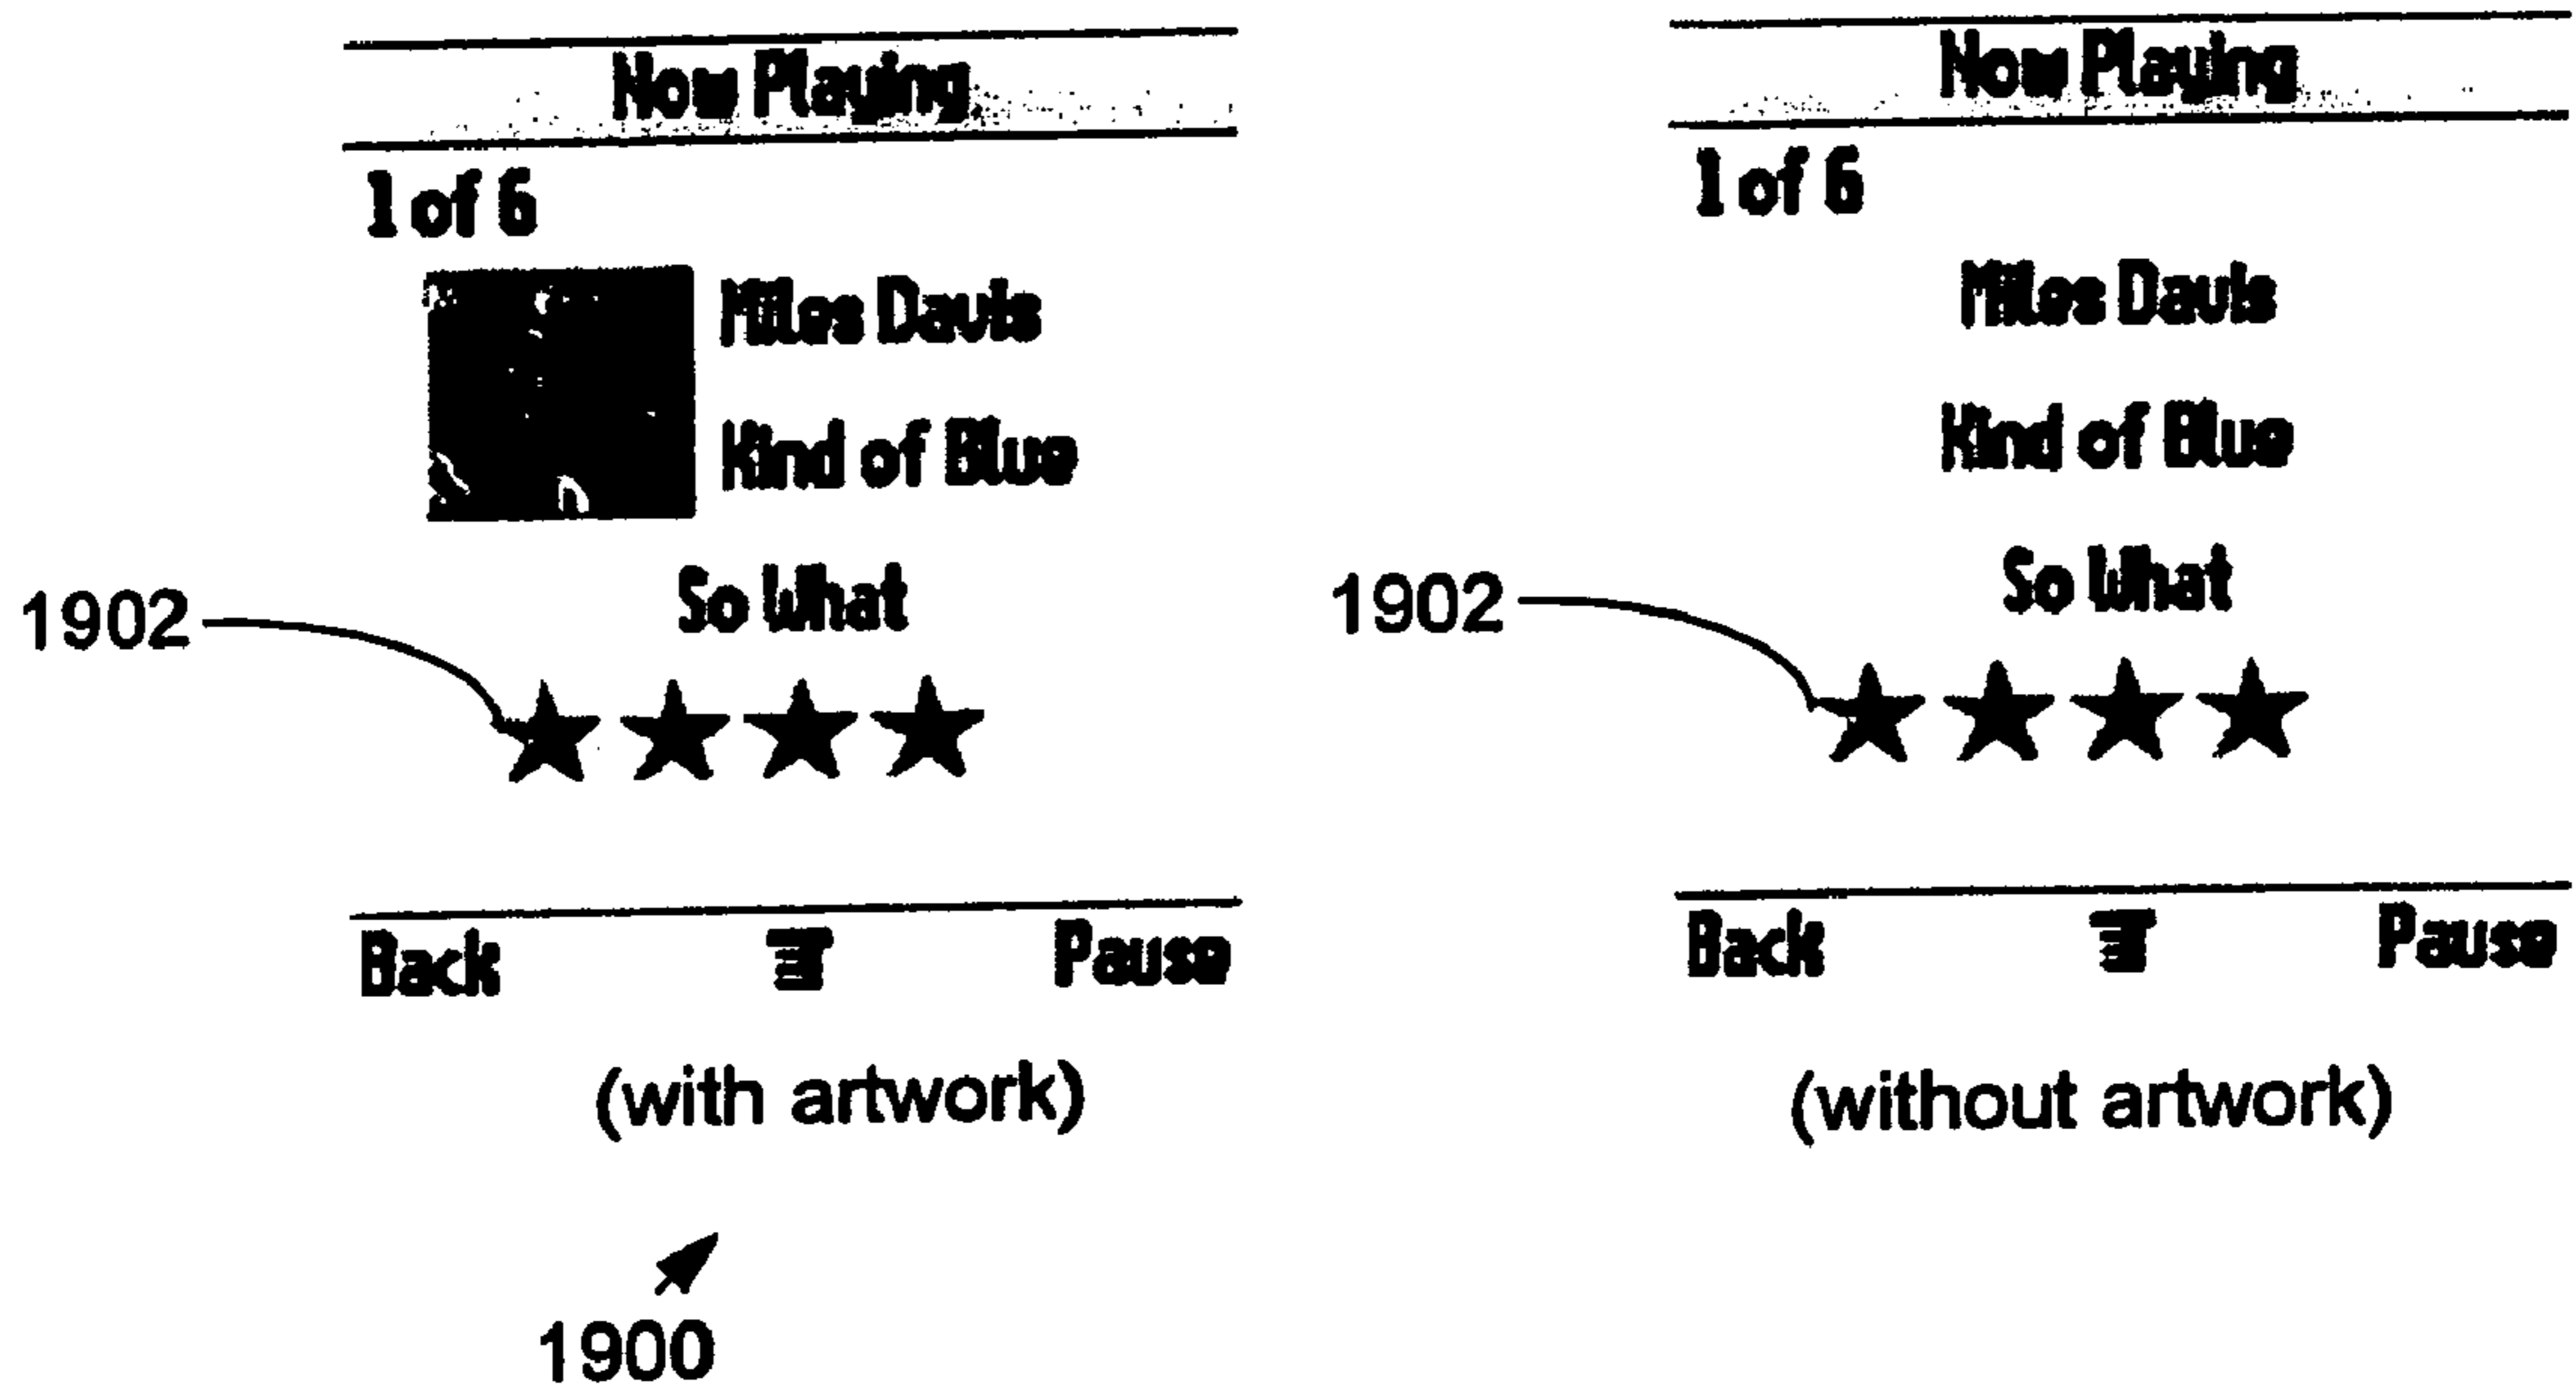 Now Playing
1 of 6
Miles Davis
Kind of Blue
So What
1902
Back Pause
(with artwork)
1900
Now Playing
1 of 6
Miles Davis
Kind of Blue
So What
1902
Back Pause
(without artwork)